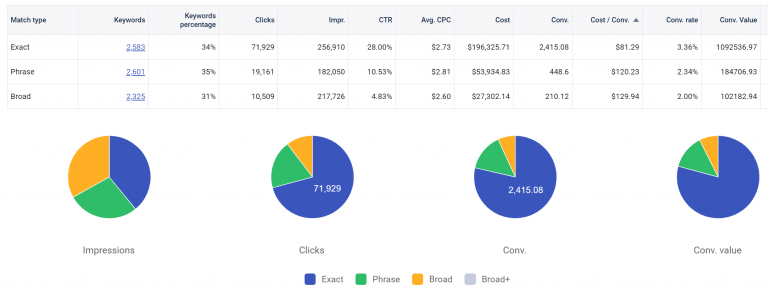 Match type Keywords Keywords percentage Clicks Impr. CTR Avg. CPC Cost Conv. Cost / Conv. Conv. rate Conv. Value
Exact 2,583 34% 71,929 256,910 28.00% $2.73 $196,325.71 2,415.08 $81.29 3.36% 1092536.97
Phrase 2,601 35% 19,161 182,050 10.53% $2.81 $53,934.83 448.6 $120.23 2.34% 184706.93
Broad 2,325 31% 10,509 217,726 4.83% $2.60 $27,302.14 210.12 $129.94 2.00% 102182.94
71,929 2,415.08
Impressions Clicks Conv. Conv. value
Exact Phrase Broad Broad+